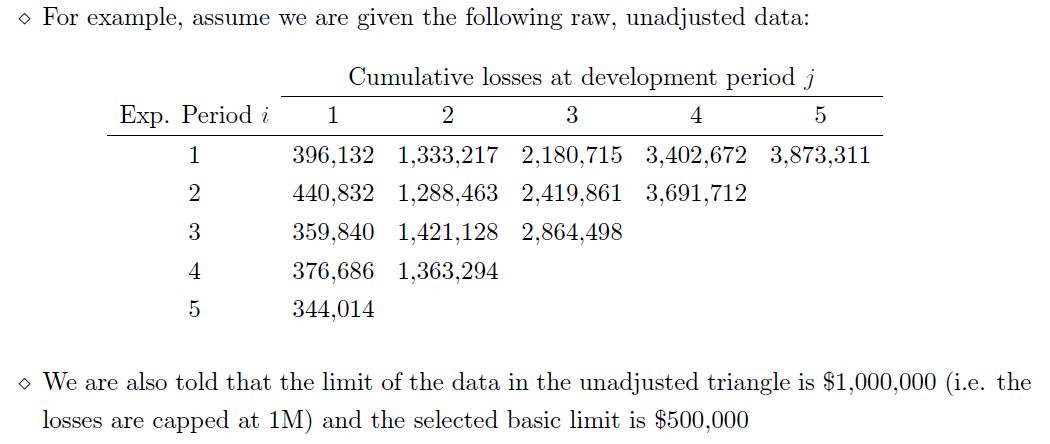 ⋄ For example, assume we are given the following raw, unadjusted data:
Cumulative losses at development period j
Exp. Period i 1 2 3 4 5
1 396,132 1,333,217 2,180,715 3,402,672 3,873,311
2 440,832 1,288,463 2,419,861 3,691,712
3 359,840 1,421,128 2,864,498
4 376,686 1,363,294
5 344,014
⋄ We are also told that the limit of the data in the unadjusted triangle is $1,000,000 (i.e. the
losses are capped at 1M) and the selected basic limit is $500,000